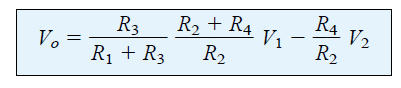 V_o = \frac{R_3}{R_1 + R_3} \frac{R_2 + R_4}{R_2} V_1 - \frac{R_4}{R_2} V_2